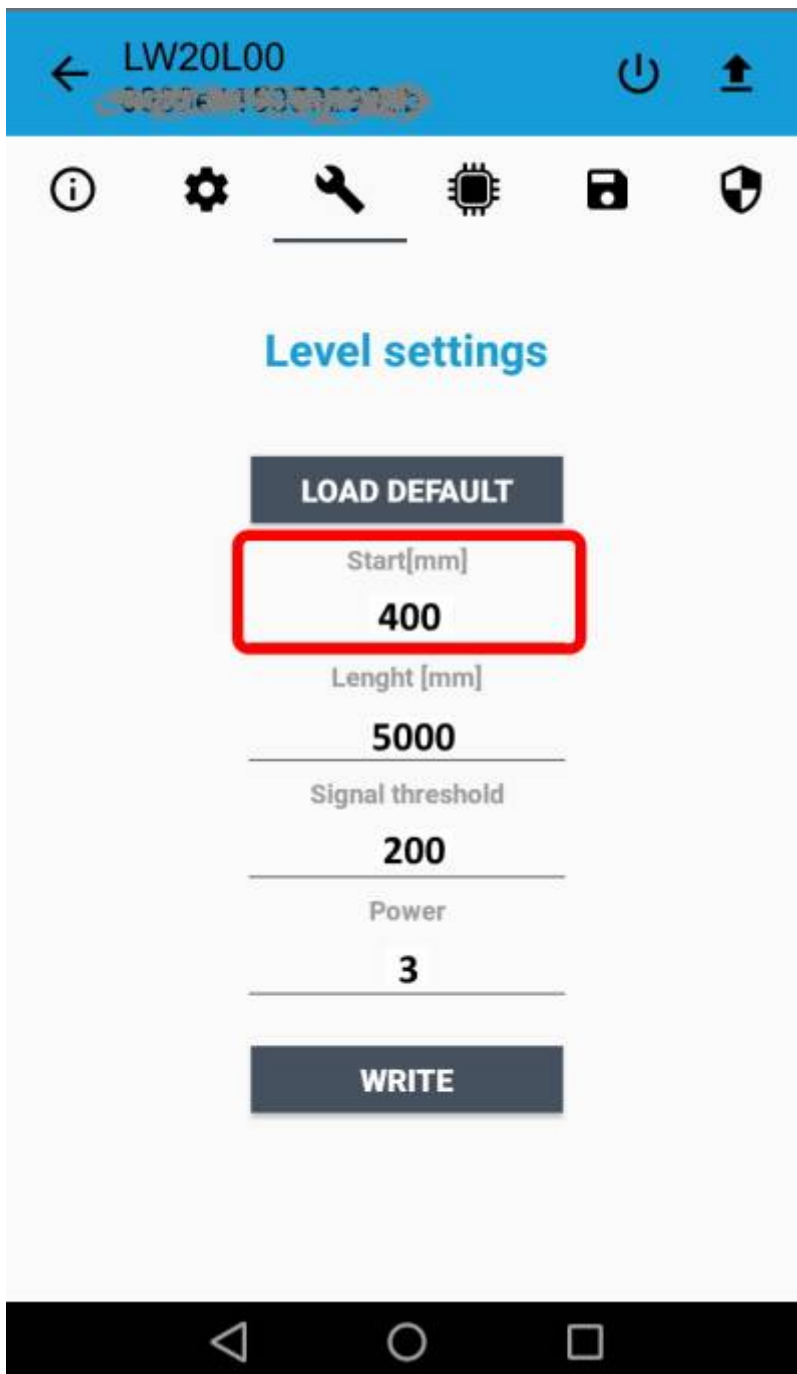 LW20L00
Level settings
LOAD DEFAULT
Start[mm]
400
Lenght [mm]
5000
Signal threshold
200
Power
3
WRITE